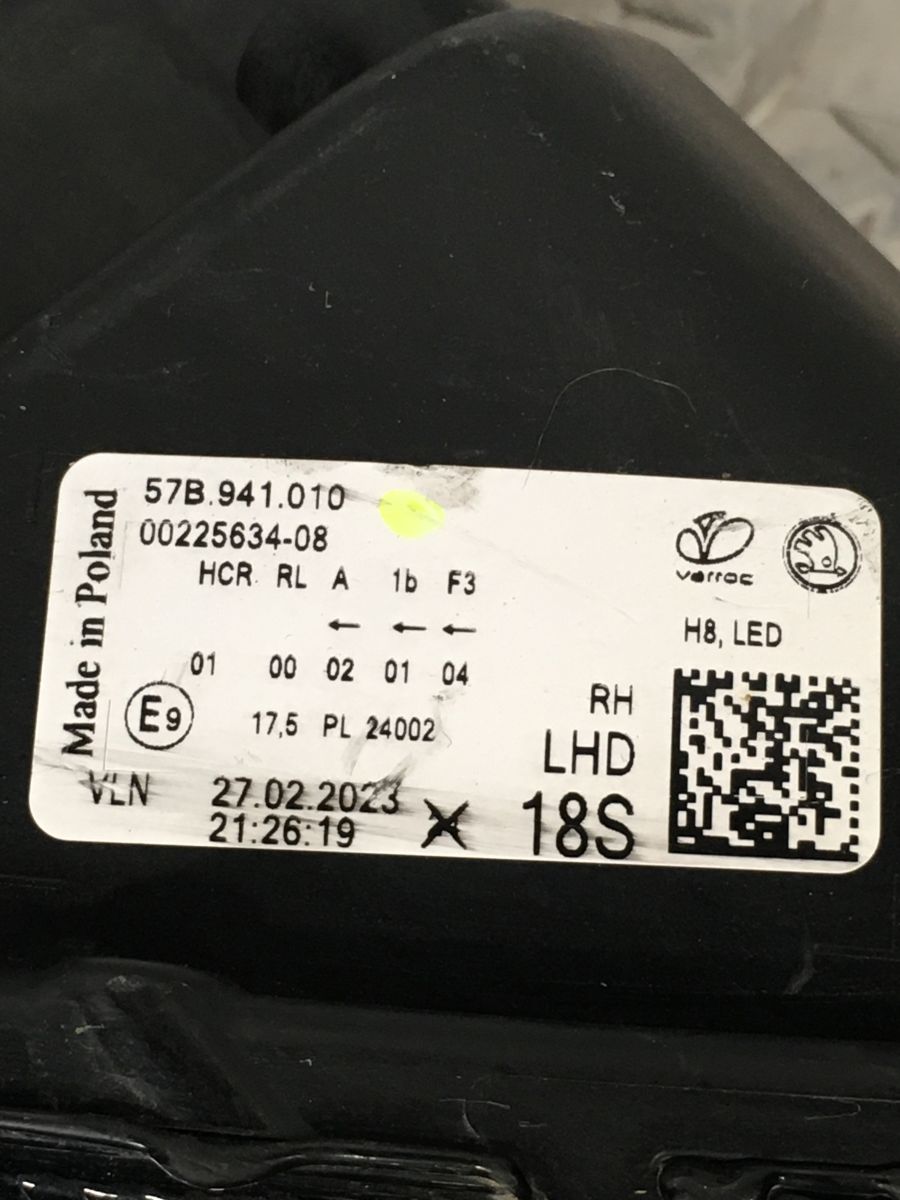 Made in Poland
57B.941.010
00225634-08
HCR RL A 1b F3
← ← ←
01 00 02 01 04
E9 17,5 PL 24002
VLN 27.02.2023
21:26:19
varroc
H8, LED
RH
LHD
18S